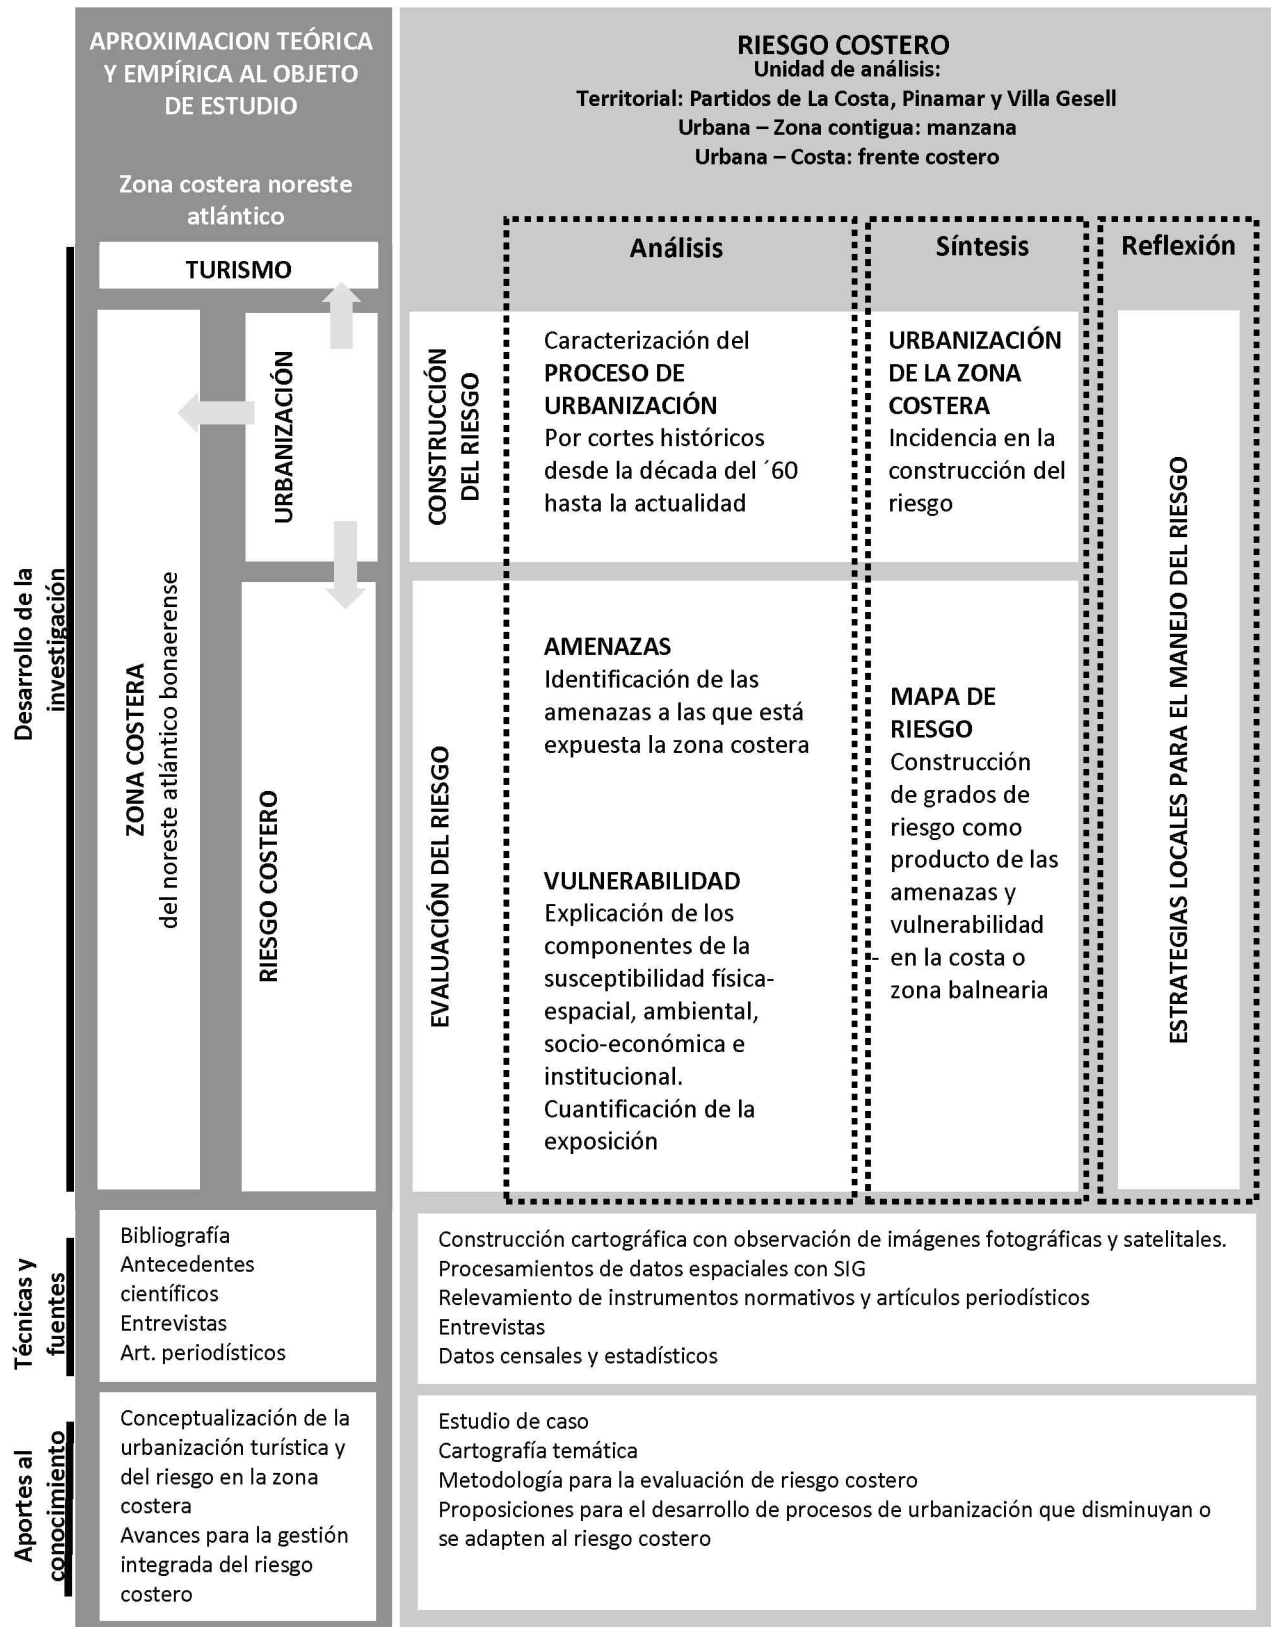 APROXIMACION TEÓRICA
Y EMPÍRICA AL OBJETO
DE ESTUDIO
Zona costera noreste
atlántico
RIESGO COSTERO
Unidad de análisis:
Territorial: Partidos de La Costa, Pinamar y Villa Gesell
Urbana – Zona contigua: manzana
Urbana – Costa: frente costero
Análisis
Síntesis
Reflexión
Desarrollo de la
investigación
TURISMO
ZONA COSTERA
del noreste atlántico bonaerense
URBANIZACIÓN
RIESGO COSTERO
CONSTRUCCIÓN
DEL RIESGO
Caracterización del
PROCESO DE
URBANIZACIÓN
Por cortes históricos
desde la década del ´60
hasta la actualidad
URBANIZACIÓN
DE LA ZONA
COSTERA
Incidencia en la
construcción del
riesgo
EVALUACIÓN DEL RIESGO
AMENAZAS
Identificación de las
amenazas a las que está
expuesta la zona costera
VULNERABILIDAD
Explicación de los
componentes de la
susceptibilidad física-
espacial, ambiental,
socio-económica e
institucional.
Cuantificación de la
exposición
MAPA DE
RIESGO
Construcción
de grados de
riesgo como
producto de las
amenazas y
vulnerabilidad
- en la costa o
zona balnearia
ESTRATEGIAS LOCALES PARA EL MANEJO DEL RIESGO
Técnicas y
fuentes
Bibliografía
Antecedentes
científicos
Entrevistas
Art. periodísticos
Construcción cartográfica con observación de imágenes fotográficas y satelitales.
Procesamientos de datos espaciales con SIG
Relevamiento de instrumentos normativos y artículos periodísticos
Entrevistas
Datos censales y estadísticos
Aportes al
conocimiento
Conceptualización de la
urbanización turística y
del riesgo en la zona
costera
Avances para la gestión
integrada del riesgo
costero
Estudio de caso
Cartografía temática
Metodología para la evaluación de riesgo costero
Proposiciones para el desarrollo de procesos de urbanización que disminuyan o
se adapten al riesgo costero